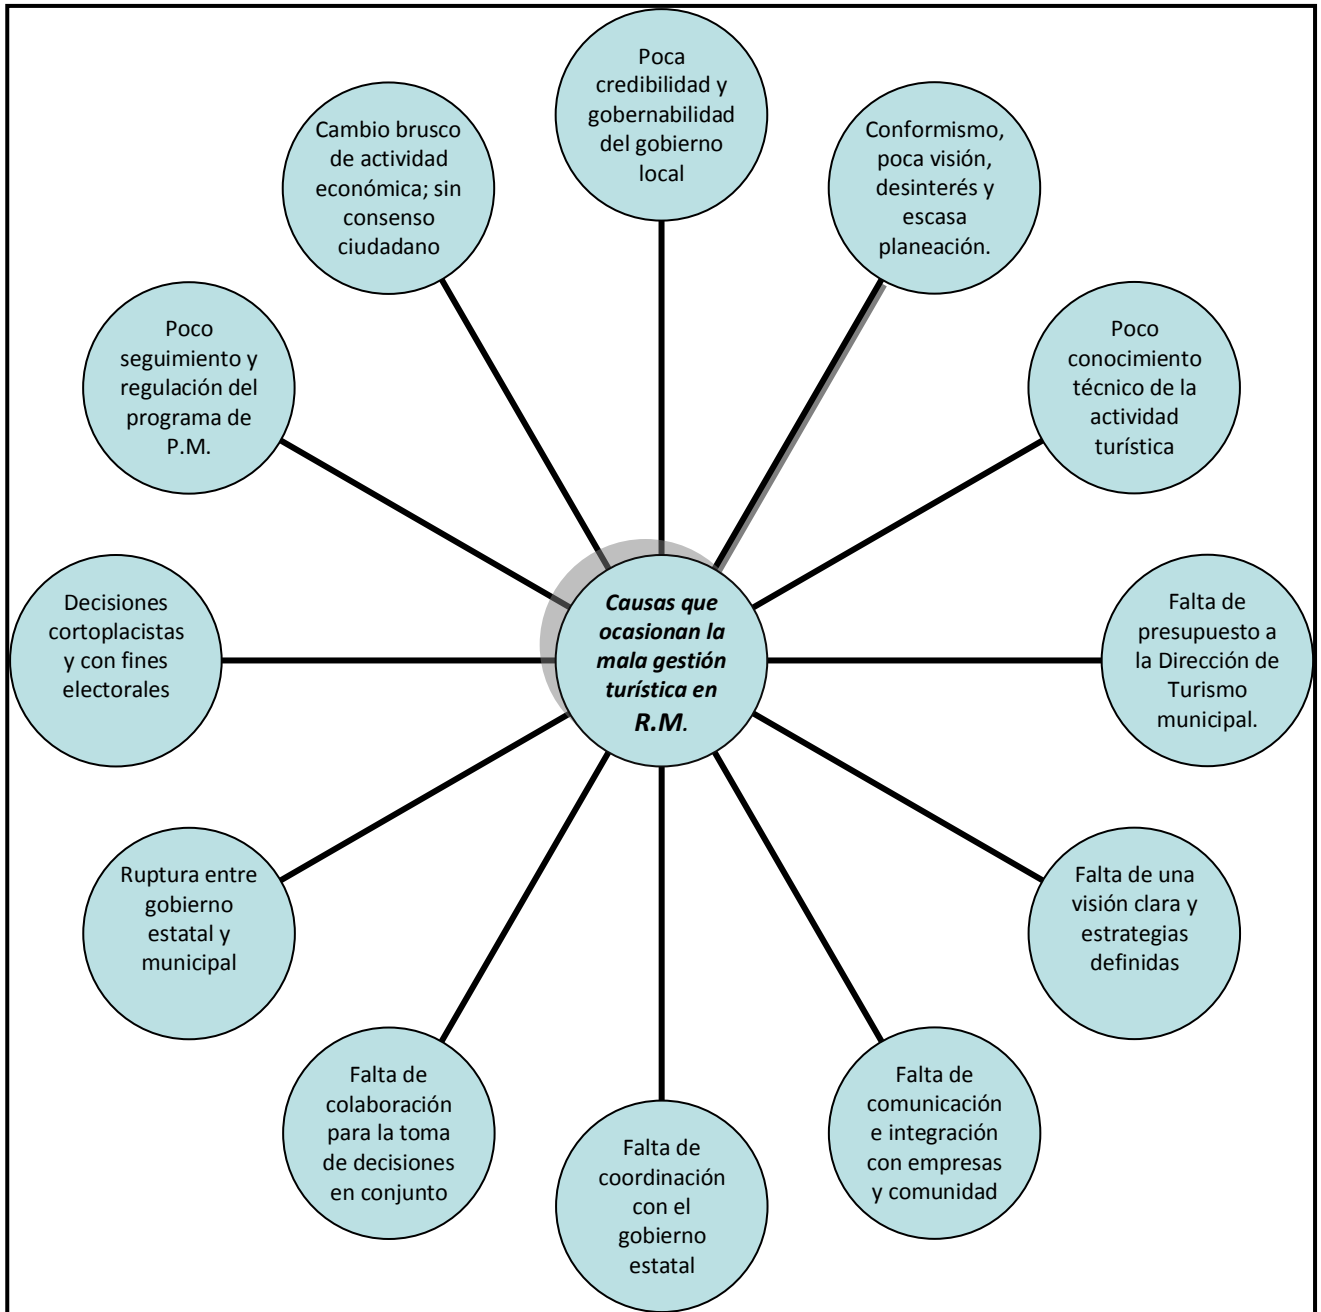 Poca
credibilidad y
gobernabilidad
del gobierno
local
Conformismo,
poca visión,
desinterés y
escasa
planeación.
Poco
conocimiento
técnico de la
actividad
turística
Falta de
presupuesto a
la Dirección de
Turismo
municipal.
Falta de una
visión clara y
estrategias
definidas
Falta de
comunicación
e integración
con empresas
y comunidad
Falta de
coordinación
con el
gobierno
estatal
Falta de
colaboración
para la toma
de decisiones
en conjunto
Ruptura entre
gobierno
estatal y
municipal
Decisiones
cortoplacistas
y con fines
electorales
Poco
seguimiento y
regulación del
programa de
P.M.
Cambio brusco
de actividad
económica; sin
consenso
ciudadano
Causas que
ocasionan la
mala gestión
turística en
R.M.